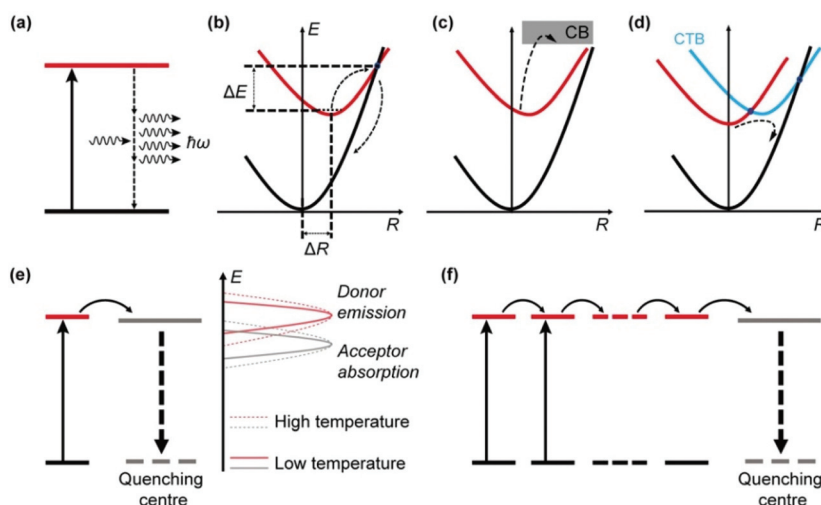 (a)
ħω
(b)
E
ΔE
ΔR
R
(c)
CB
R
(d)
CTB
R
(e)
Quenching
centre
E
Donor
emission
Acceptor
absorption
High temperature
Low temperature
(f)
Quenching
centre